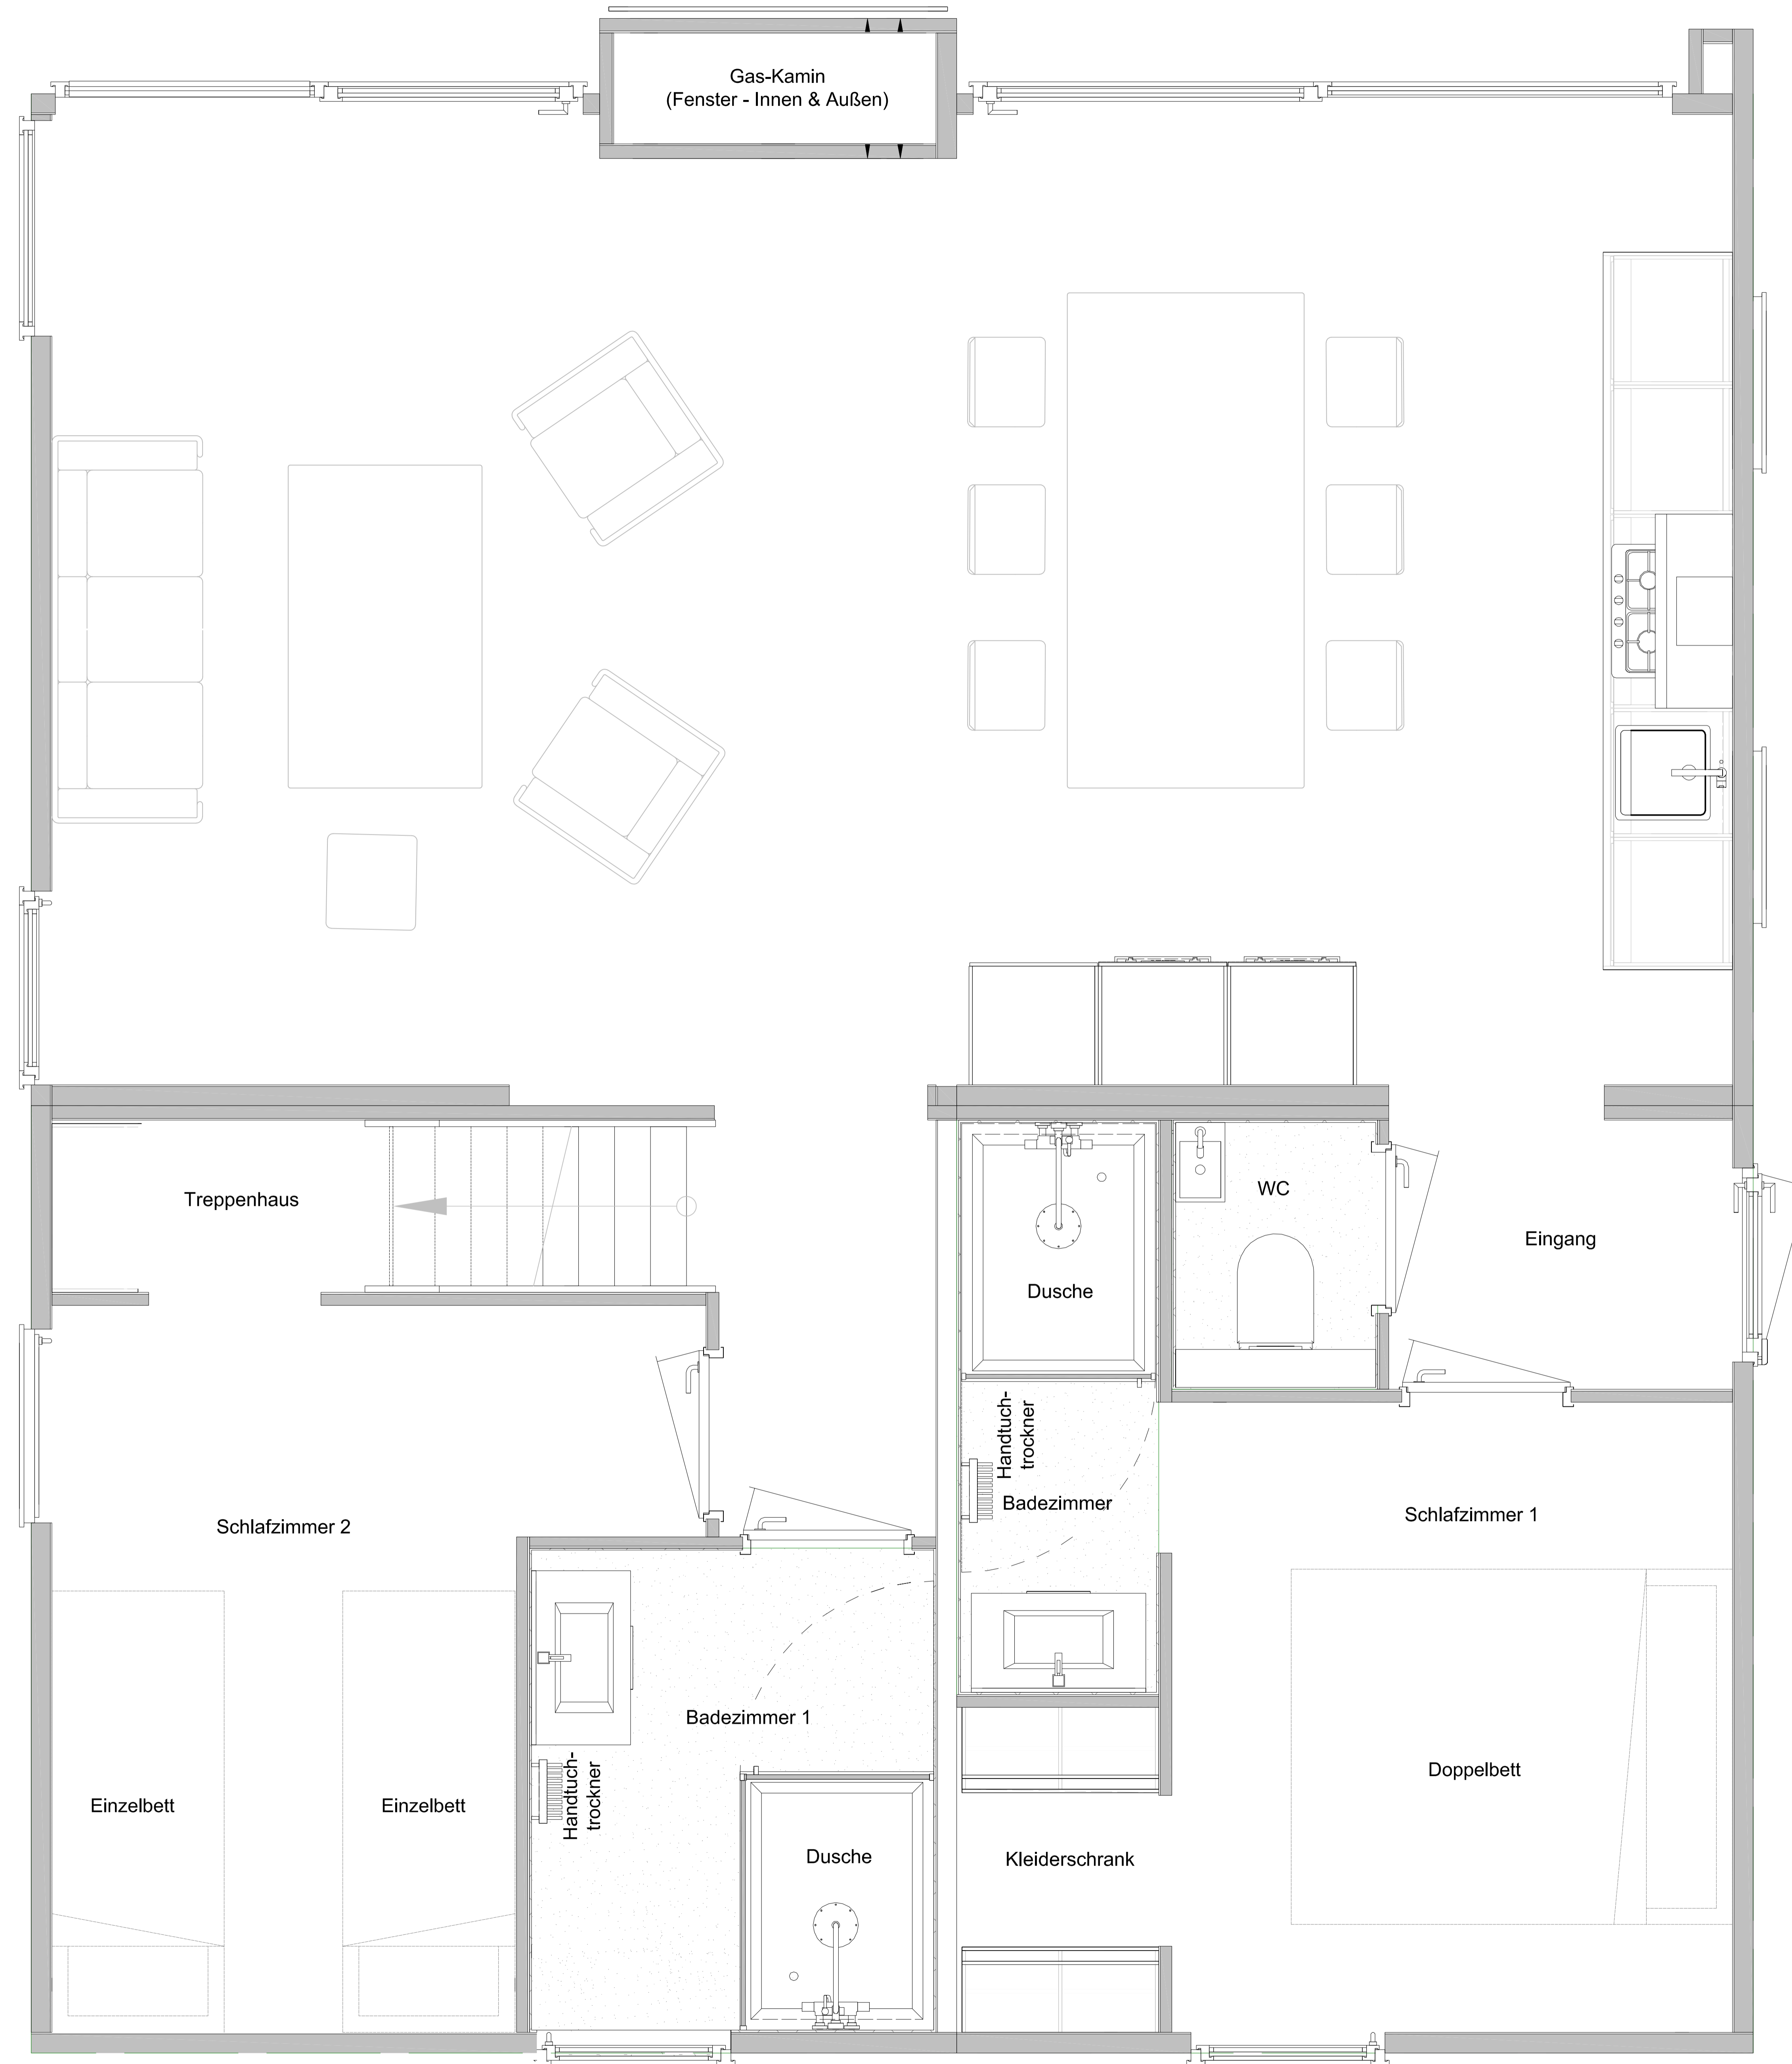 Gas-Kamin
(Fenster - Innen & Außen)
Treppenhaus
WC
Eingang
Dusche
Handtuch-
trockner
Badezimmer
Schlafzimmer 1
Schlafzimmer 2
Badezimmer 1
Handtuch-
trockner
Doppelbett
Einzelbett
Einzelbett
Dusche
Kleiderschrank